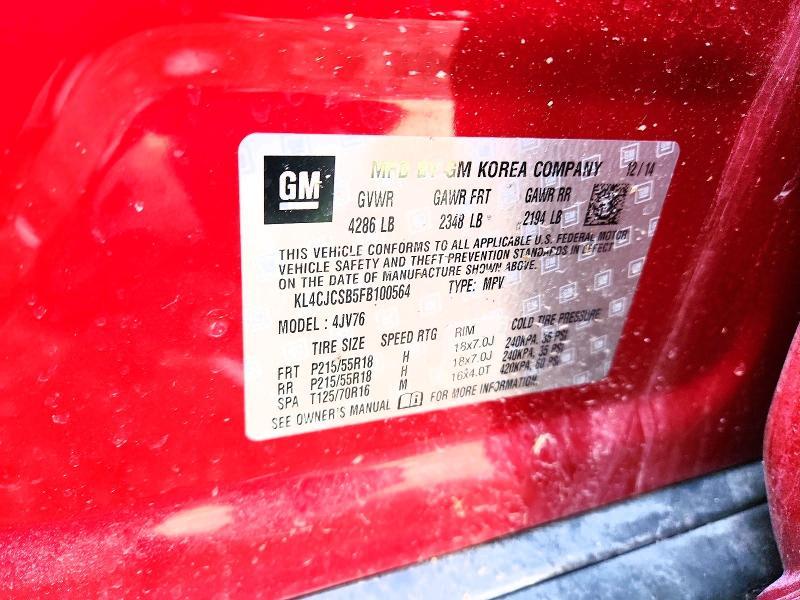 GM
MFD BY GM KOREA COMPANY 12/14
GVWR GAWR FRT GAWR RR
4286 LB 2348 LB 2194 LB
THIS VEHICLE CONFORMS TO ALL APPLICABLE U.S. FEDERAL MOTOR
VEHICLE SAFETY AND THEFT PREVENTION STANDARDS IN EFFECT
ON THE DATE OF MANUFACTURE SHOWN ABOVE.
KL4CJCSB5FB100564 TYPE: MPV
MODEL : 4JV76
TIRE SIZE SPEED RTG RIM COLD TIRE PRESSURE
FRT P215/55R18 H 18x7.0J 240KPA, 35 PSI
RR P215/55R18 H 18x7.0J 240KPA, 35 PSI
SPA T125/70R16 M 16x4.0T 420KPA, 60 PSI
SEE OWNER'S MANUAL FOR MORE INFORMATION.